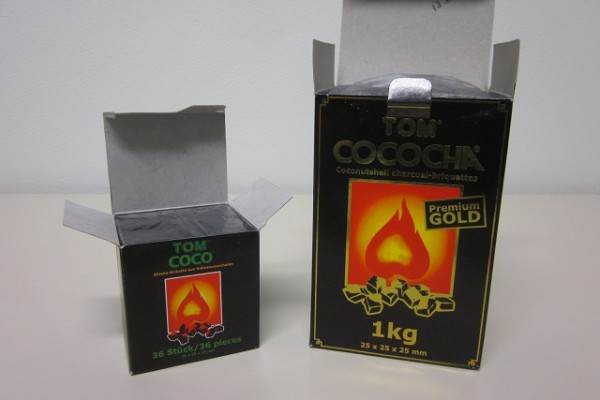 TOM
COCO
36 Stück/36 pieces
TOM
COCOCHA
Coconutshell charcoal-Briquettes
Premium
GOLD
1kg
25 x 25 x 25 mm